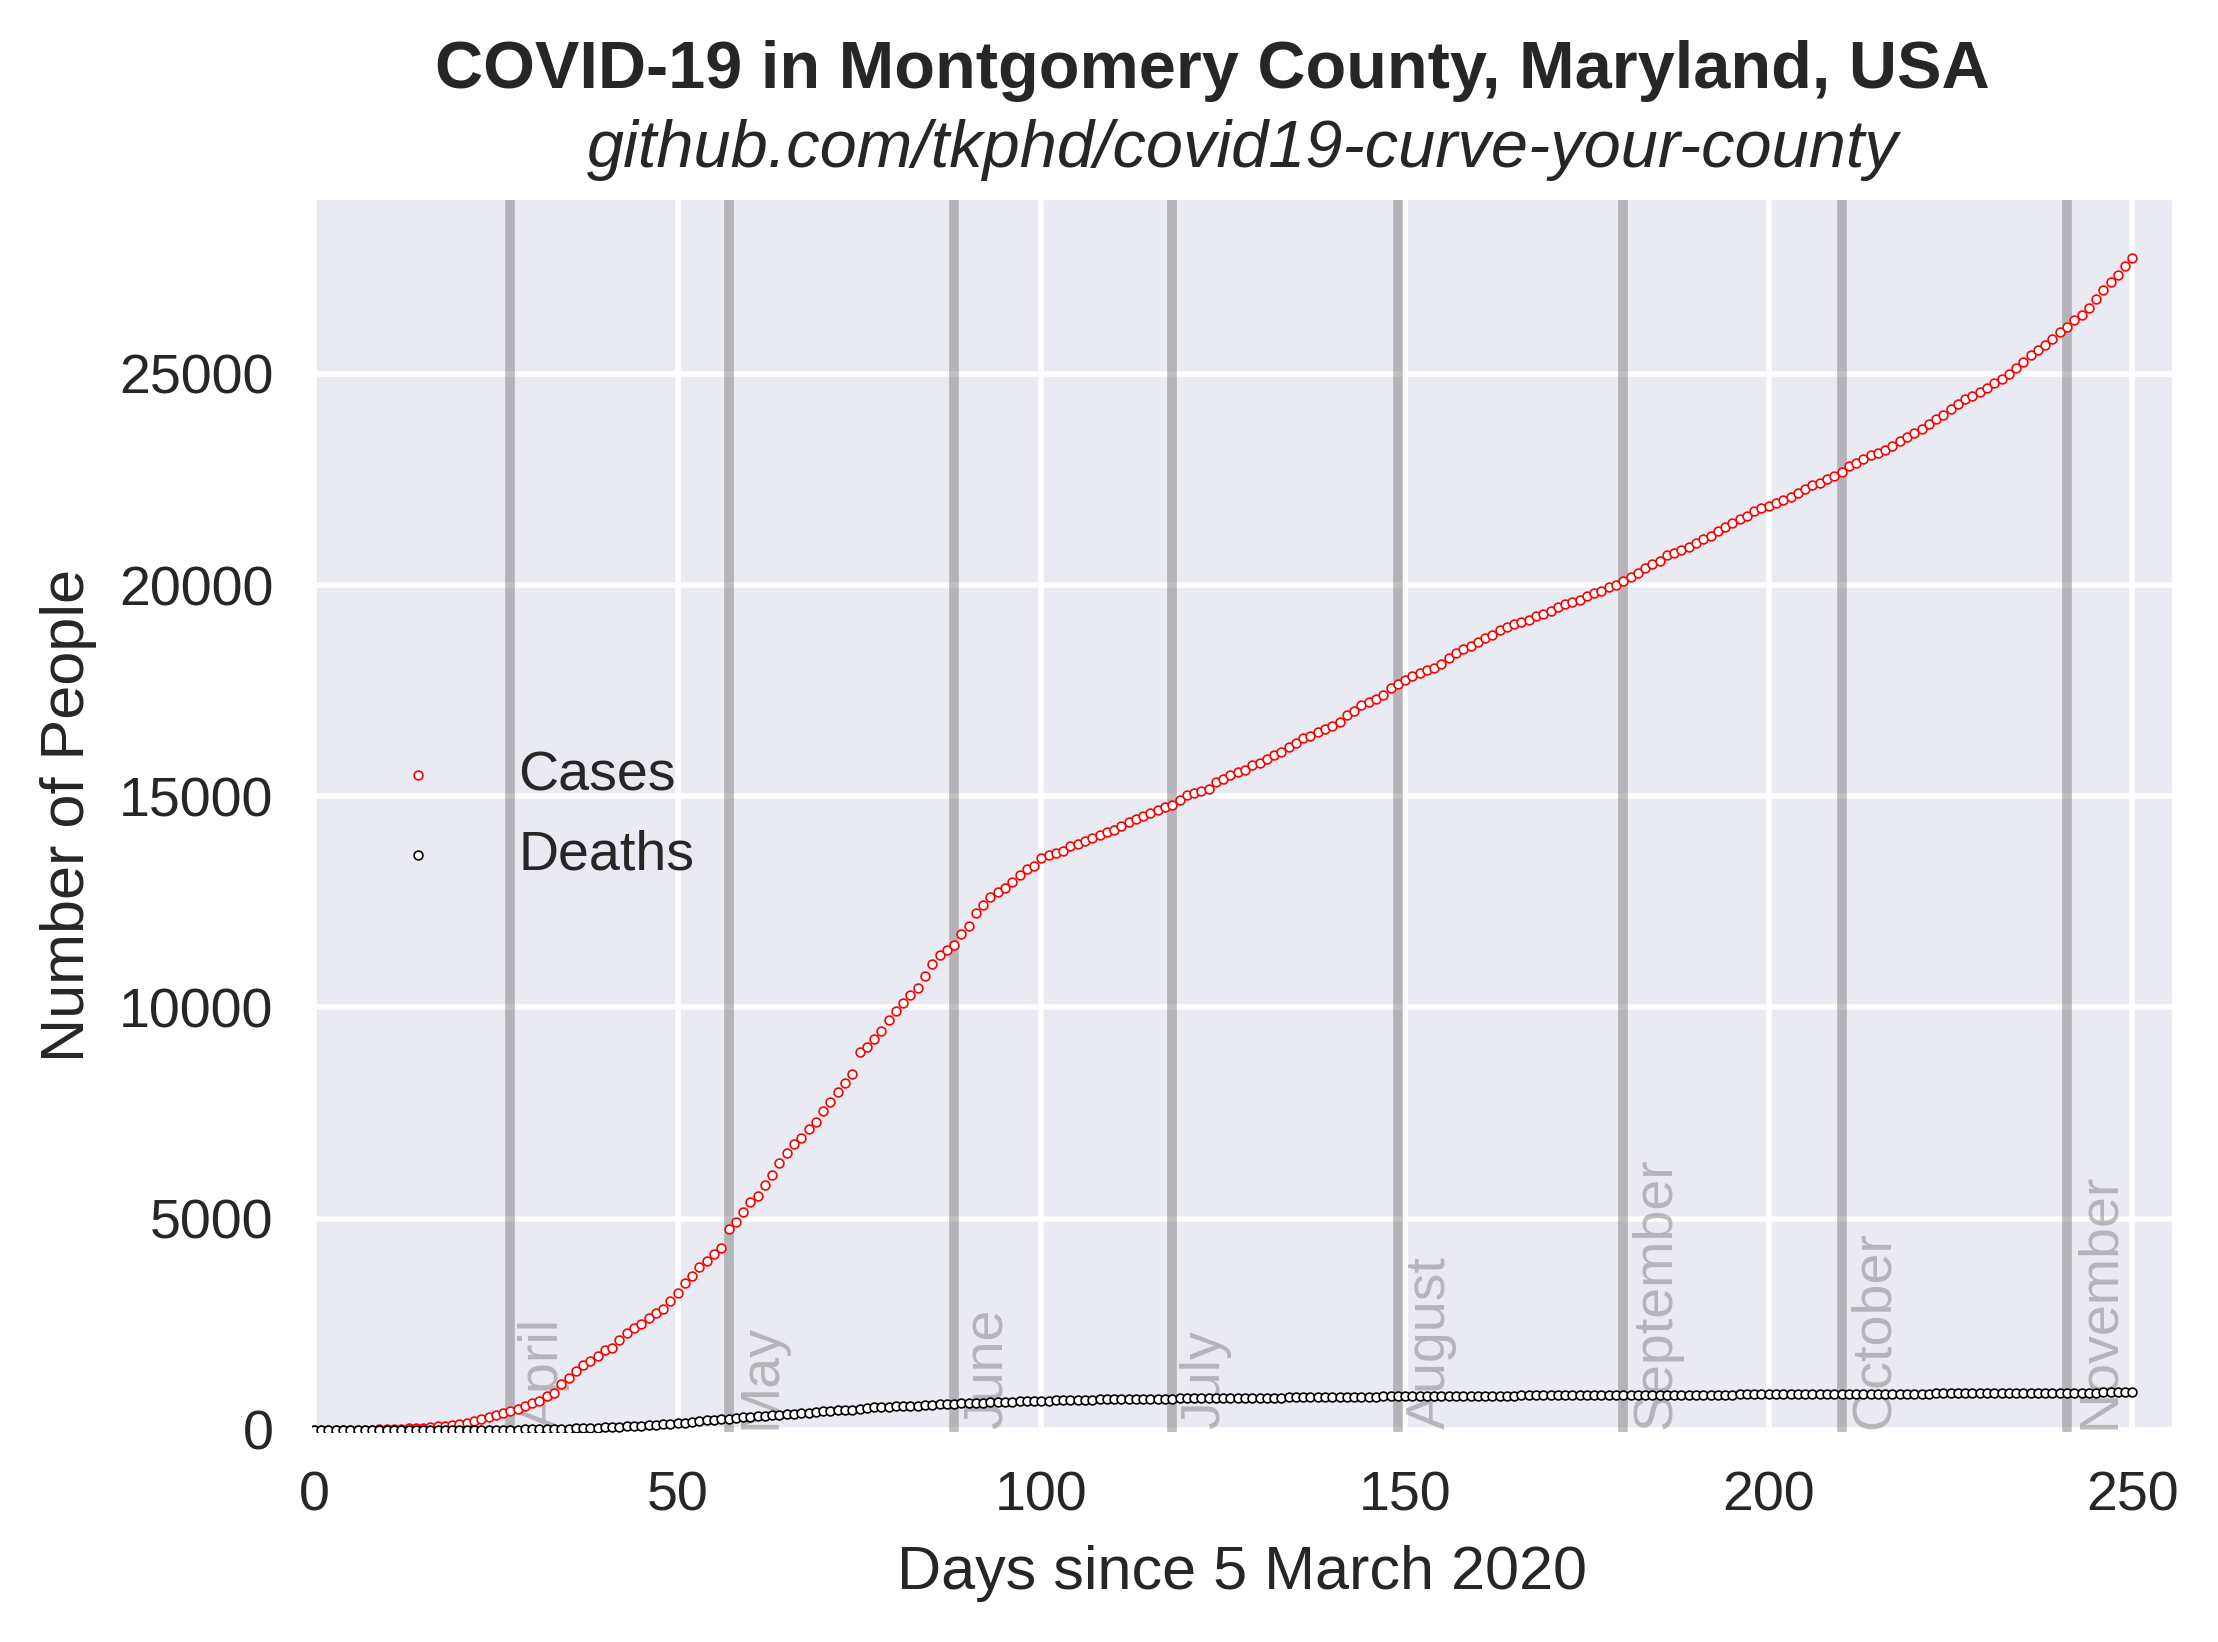 COVID-19 in Montgomery County, Maryland, USA
github.com/tkphd/covid19-curve-your-county
Number of People
25000
20000
15000
10000
5000
0
Cases
Deaths
April
May
June
July
August
September
October
November
0 50 100 150 200 250
Days since 5 March 2020